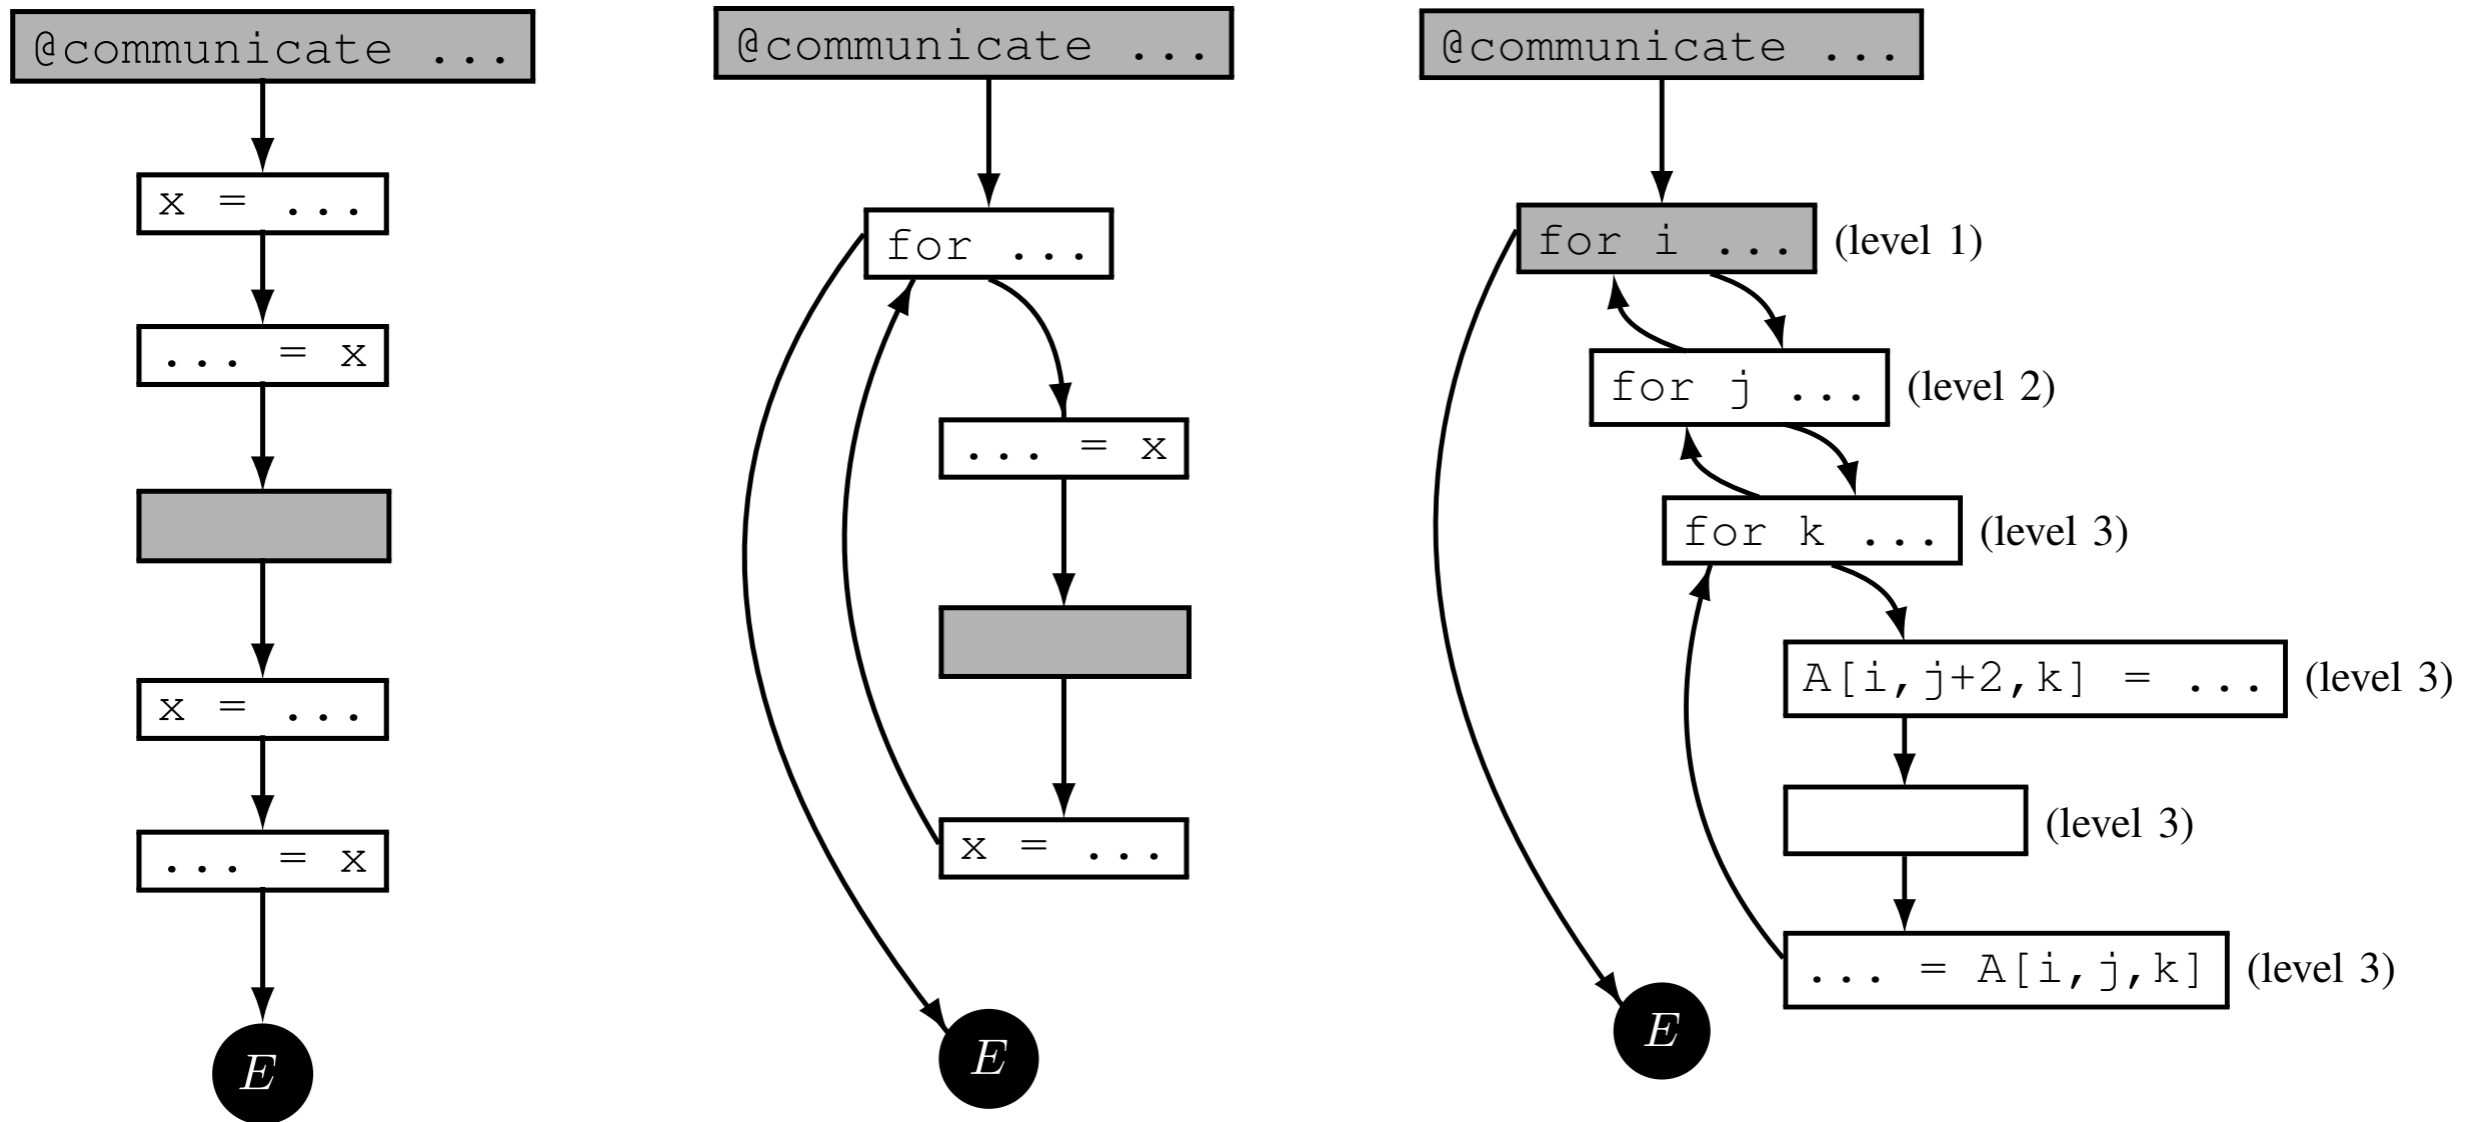 @communicate ...
x = ...
... = x
x = ...
... = x
E
@communicate ...
for ...
... = x
x = ...
E
@communicate ...
for i ... (level 1)
for j ... (level 2)
for k ... (level 3)
A[i,j+2,k] = ... (level 3)
(level 3)
... = A[i,j,k] (level 3)
E